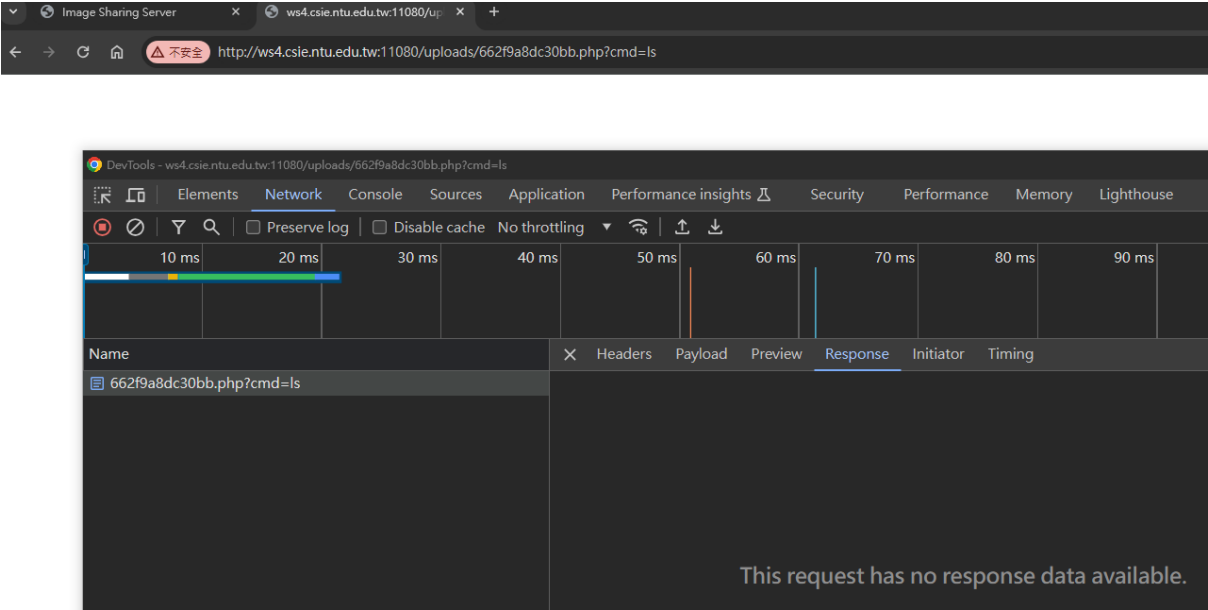 Image Sharing Server
ws4.csie.ntu.edu.tw:11080/up
不安全 http://ws4.csie.ntu.edu.tw:11080/uploads/662f9a8dc30bb.php?cmd=ls
DevTools - ws4.csie.ntu.edu.tw:11080/uploads/662f9a8dc30bb.php?cmd=ls
Elements Network Console Sources Application Performance insights Security Performance Memory Lighthouse
Preserve log Disable cache No throttling
10 ms 20 ms 30 ms 40 ms 50 ms 60 ms 70 ms 80 ms 90 ms
Name Headers Payload Preview Response Initiator Timing
662f9a8dc30bb.php?cmd=ls
This request has no response data available.